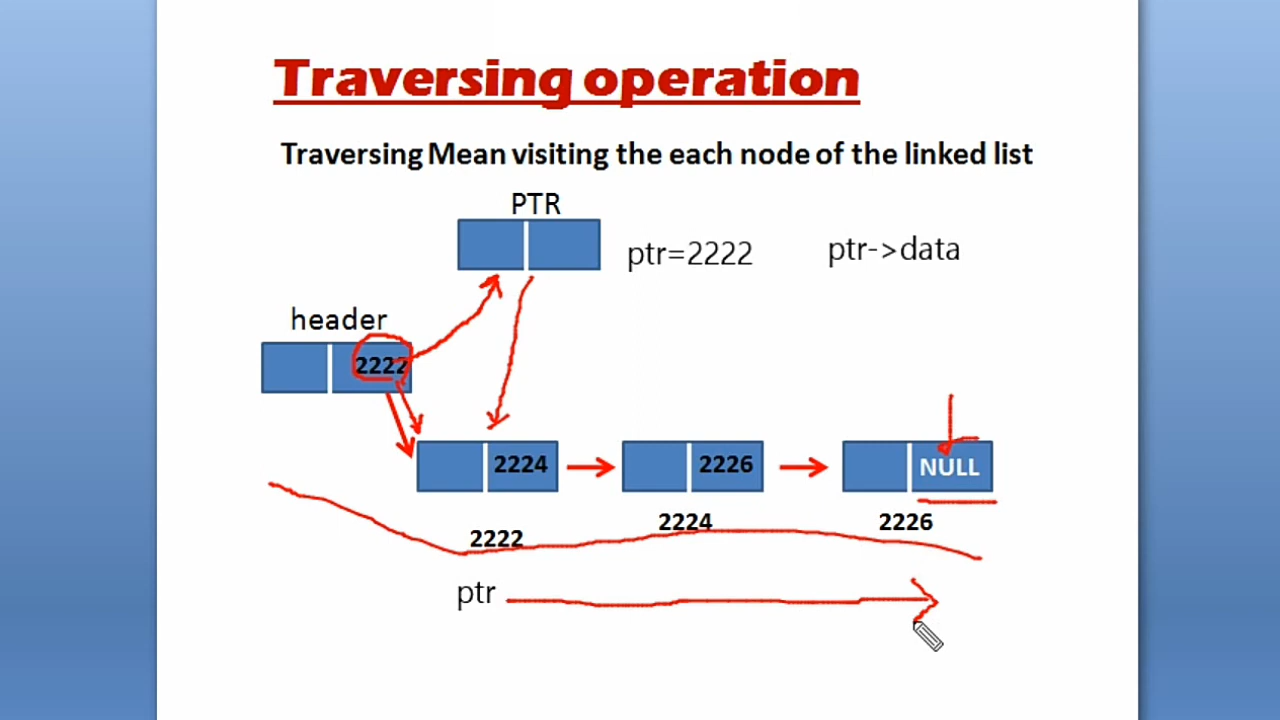 Traversing operation
Traversing Mean visiting the each node of the linked list
PTR
ptr=2222
ptr->data
header
2222
2224
2226
NULL
2222
2224
2226
ptr